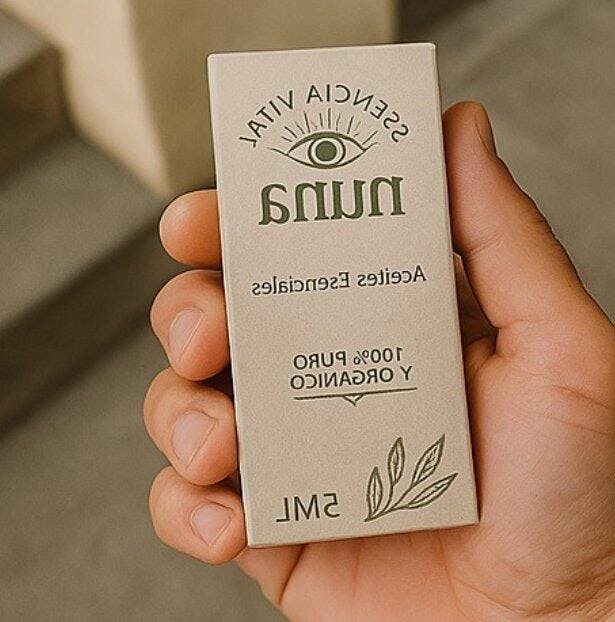 SSENCIA VITAL
nuna
Aceites Esenciales
100% PURO
Y ORGANICO
5ML